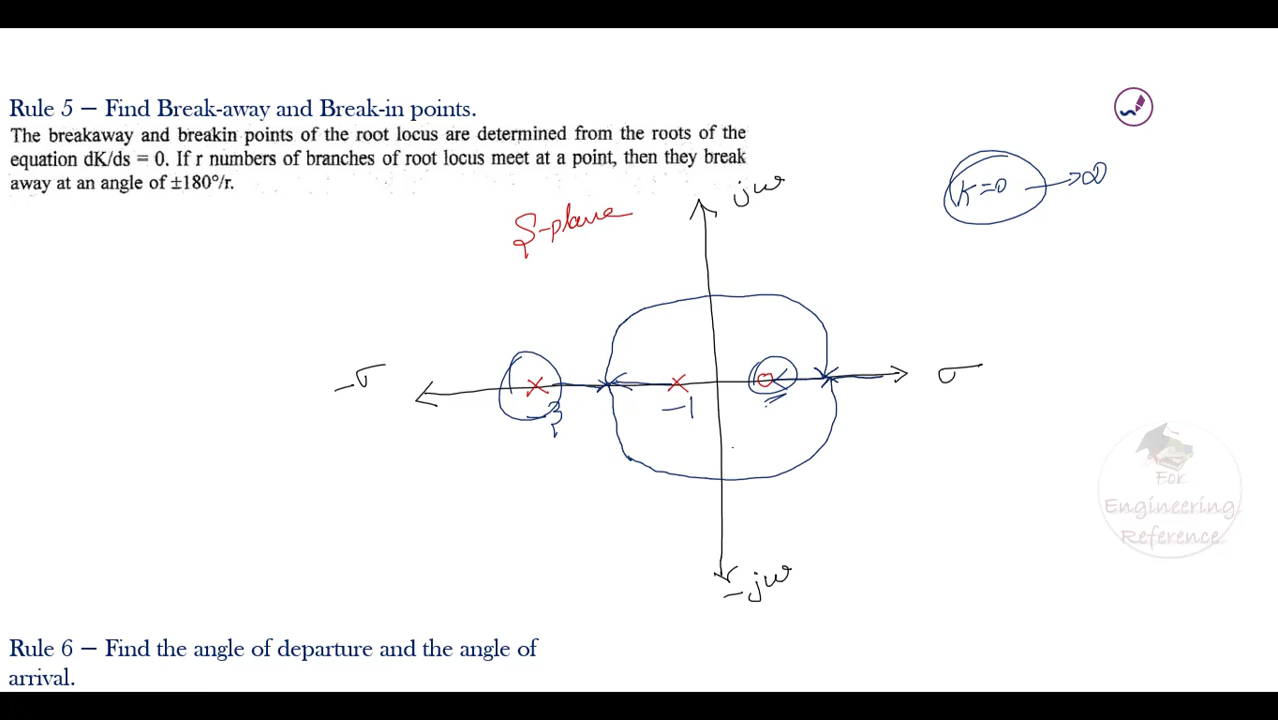 Rule 5 – Find Break-away and Break-in points.
The breakaway and breakin points of the root locus are determined from the roots of the
equation dK/ds = 0. If r numbers of branches of root locus meet at a point, then they break
away at an angle of ±180°/r.
K=0 → ∞
jω
S-plane
-σ
σ
-3
-1
-jω
For
Engineering
Reference
Rule 6 – Find the angle of departure and the angle of
arrival.